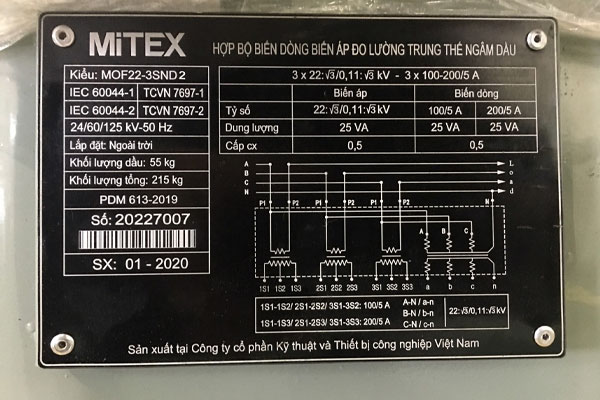 MiTEX HỢP BỘ BIẾN DÒNG BIẾN ÁP ĐO LƯỜNG TRUNG THẾ NGÂM DẦU
Kiểu: MOF22-3SND2
IEC 60044-1 TCVN 7697-1
IEC 60044-2 TCVN 7697-2
24/60/125 kV-50 Hz
Lắp đặt: Ngoài trời
Khối lượng dầu: 55 kg
Khối lượng tổng: 215 kg
PDM 613-2019
Số: 20227007
SX: 01 - 2020
3 x 22:√3/0,11:√3 kV - 3 x 100-200/5 A
Biến áp Biến dòng
Tỷ số 22:√3/0,11:√3 kV 100/5 A 200/5 A
Dung lượng 25 VA 25 VA 25 VA
Cấp cx 0,5 0,5
A L
B o
C a
N d
P1 P2 P1 P2 P1 P2 N
A B C
1S1 1S2 1S3 2S1 2S2 2S3 3S1 3S2 3S3 a b c n
1S1-1S2/ 2S1-2S2/ 3S1-3S2: 100/5 A
1S1-1S3/ 2S1-2S3/ 3S1-3S3: 200/5 A
A-N / a-n
B-N / b-n
C-N / c-n
22:√3/0,11:√3 kV
Sản xuất tại Công ty cổ phần Kỹ thuật và Thiết bị công nghiệp Việt Nam